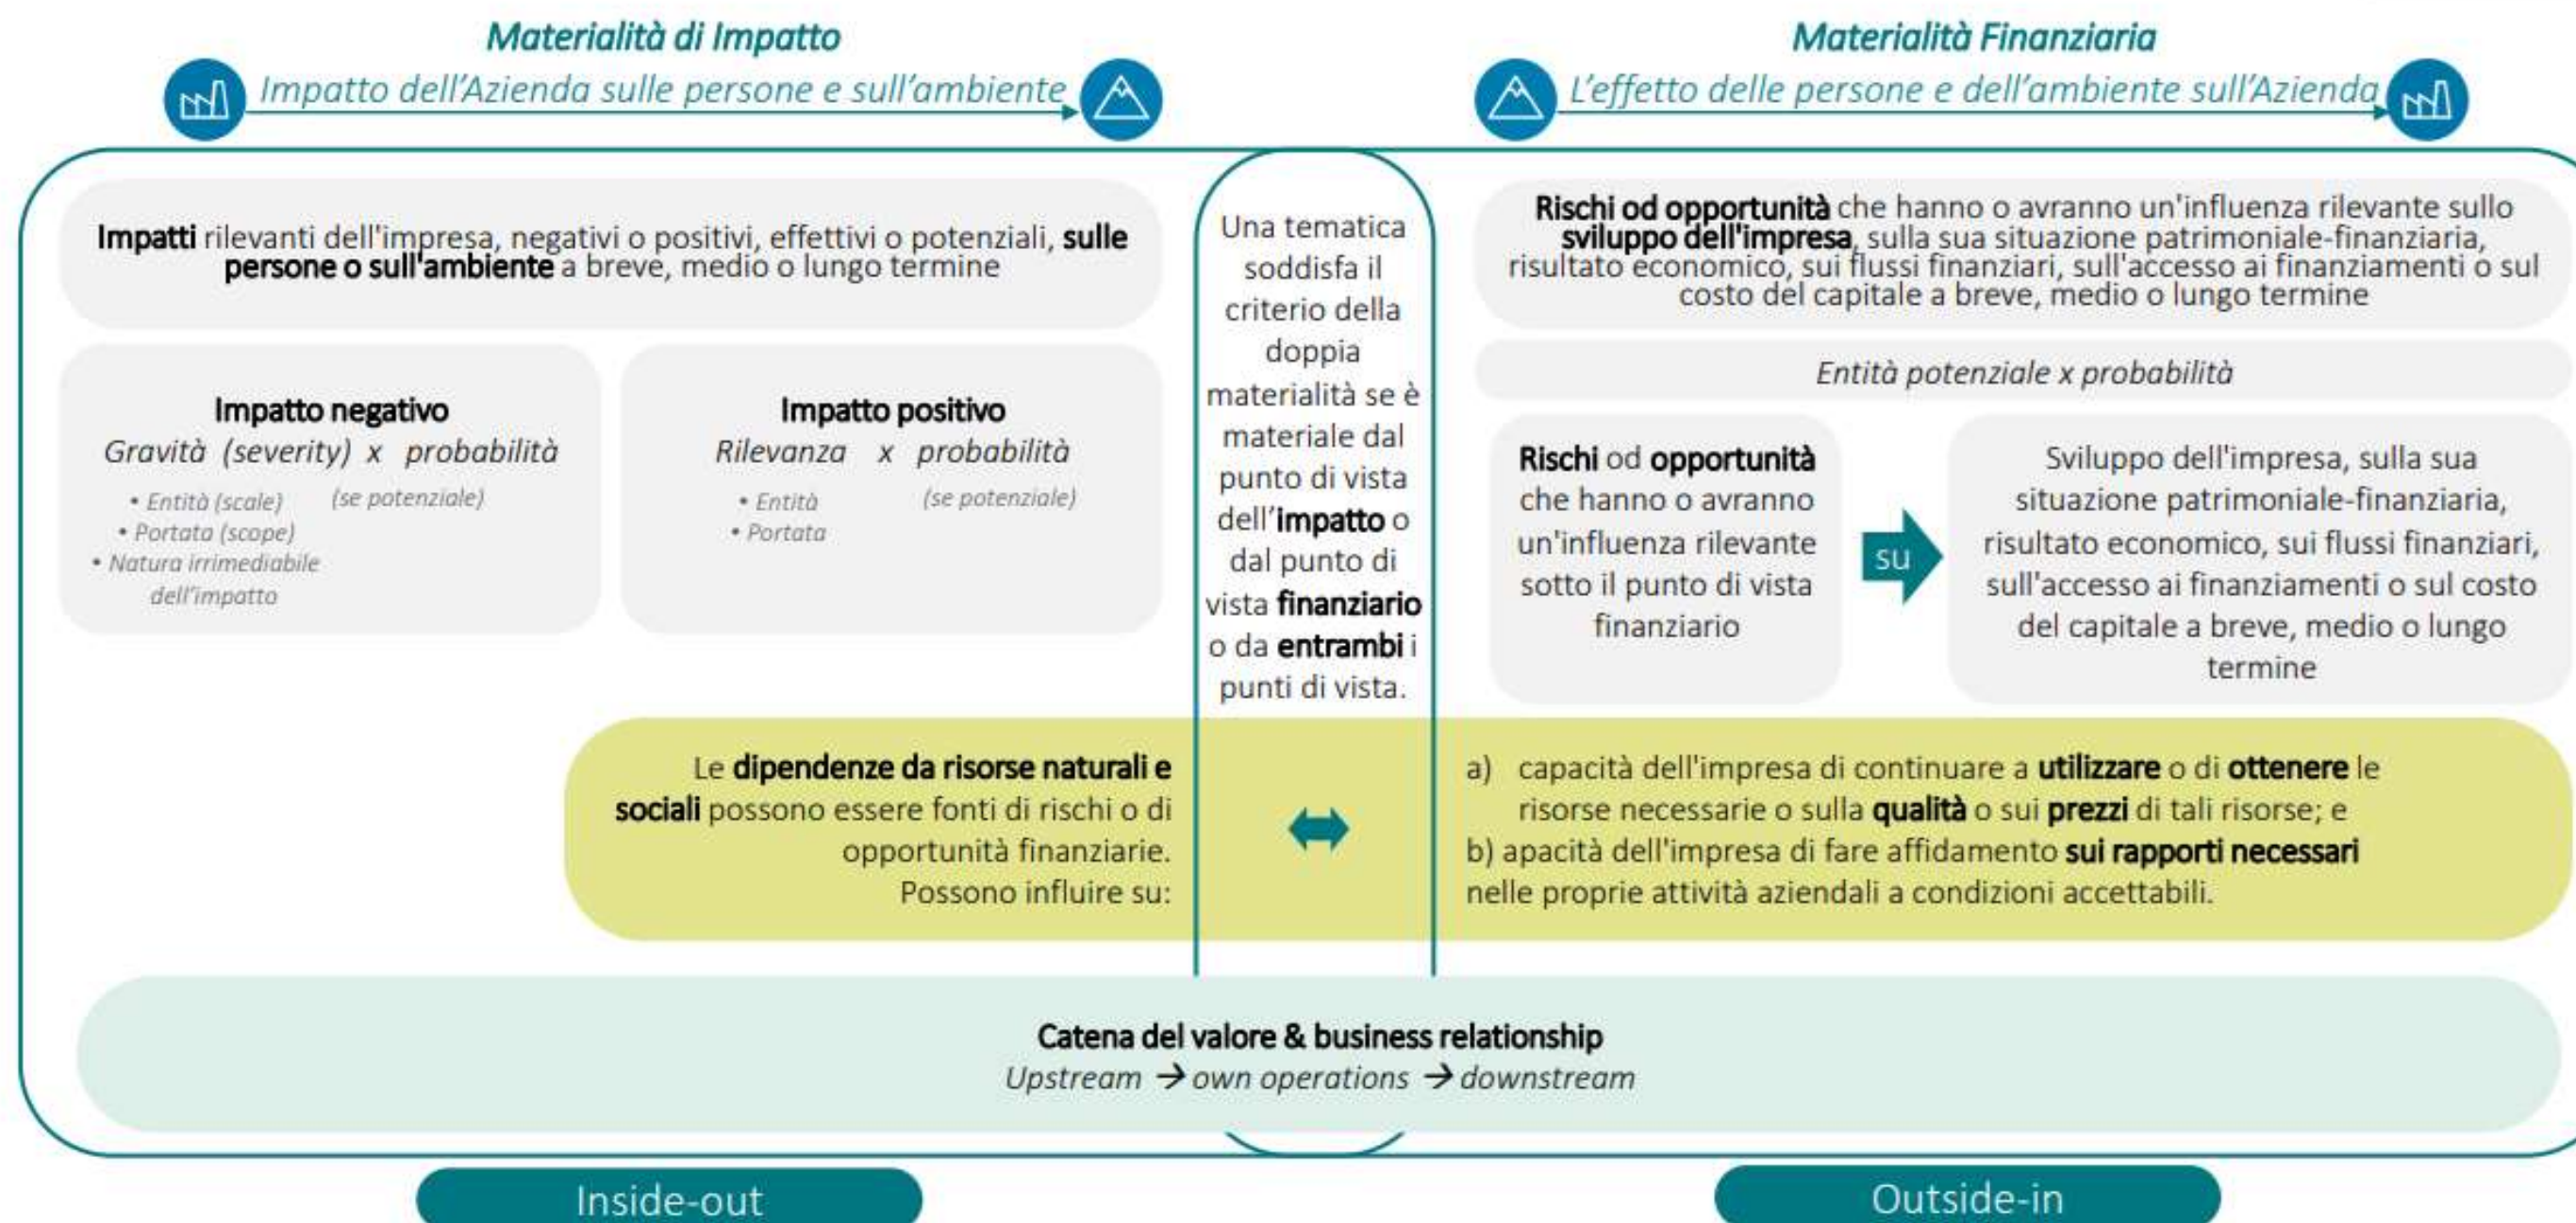 Materialità di Impatto
Impatto dell'Azienda sulle persone e sull'ambiente
Materialità Finanziaria
L'effetto delle persone e dell'ambiente sull'Azienda
Impatti rilevanti dell'impresa, negativi o positivi, effettivi o potenziali, sulle
persone o sull'ambiente a breve, medio o lungo termine
Impatto negativo
Gravità (severity) x probabilità
• Entità (scale) (se potenziale)
• Portata (scope)
• Natura irrimediabile
dell'impatto
Impatto positivo
Rilevanza x probabilità
• Entità (se potenziale)
• Portata
Una tematica
soddisfa il
criterio della
doppia
materialità se è
materiale dal
punto di vista
dell'impatto o
dal punto di
vista finanziario
o da entrambi i
punti di vista.
Rischi od opportunità che hanno o avranno un'influenza rilevante sullo
sviluppo dell'impresa, sulla sua situazione patrimoniale-finanziaria,
risultato economico, sui flussi finanziari, sull'accesso ai finanziamenti o sul
costo del capitale a breve, medio o lungo termine
Entità potenziale x probabilità
Rischi od opportunità
che hanno o avranno
un'influenza rilevante
sotto il punto di vista
finanziario
su
Sviluppo dell'impresa, sulla sua
situazione patrimoniale-finanziaria,
risultato economico, sui flussi finanziari,
sull'accesso ai finanziamenti o sul costo
del capitale a breve, medio o lungo
termine
Le dipendenze da risorse naturali e
sociali possono essere fonti di rischi o di
opportunità finanziarie.
Possono influire su:
a) capacità dell'impresa di continuare a utilizzare o di ottenere le
risorse necessarie o sulla qualità o sui prezzi di tali risorse; e
b) apacità dell'impresa di fare affidamento sui rapporti necessari
nelle proprie attività aziendali a condizioni accettabili.
Catena del valore & business relationship
Upstream → own operations → downstream
Inside-out
Outside-in